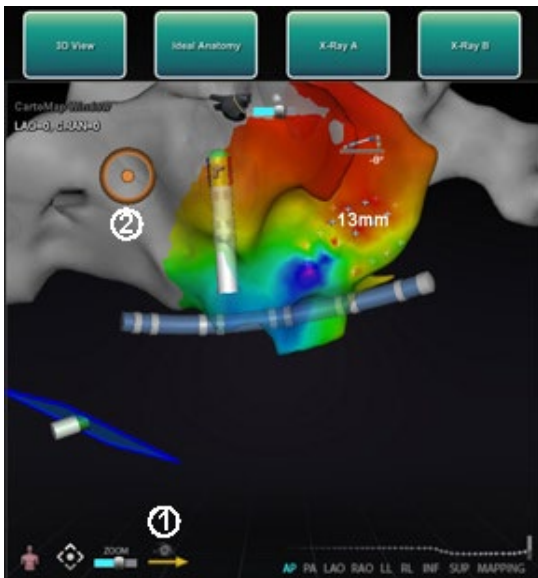 3D View
Ideal Anatomy
X-Ray A
X-Ray B
CartoMap Window
LAO=0, CRAN=0
-0°
13mm
②
①
ZOOM
AP PA LAO RAO LL RL INF SUP MAPPING